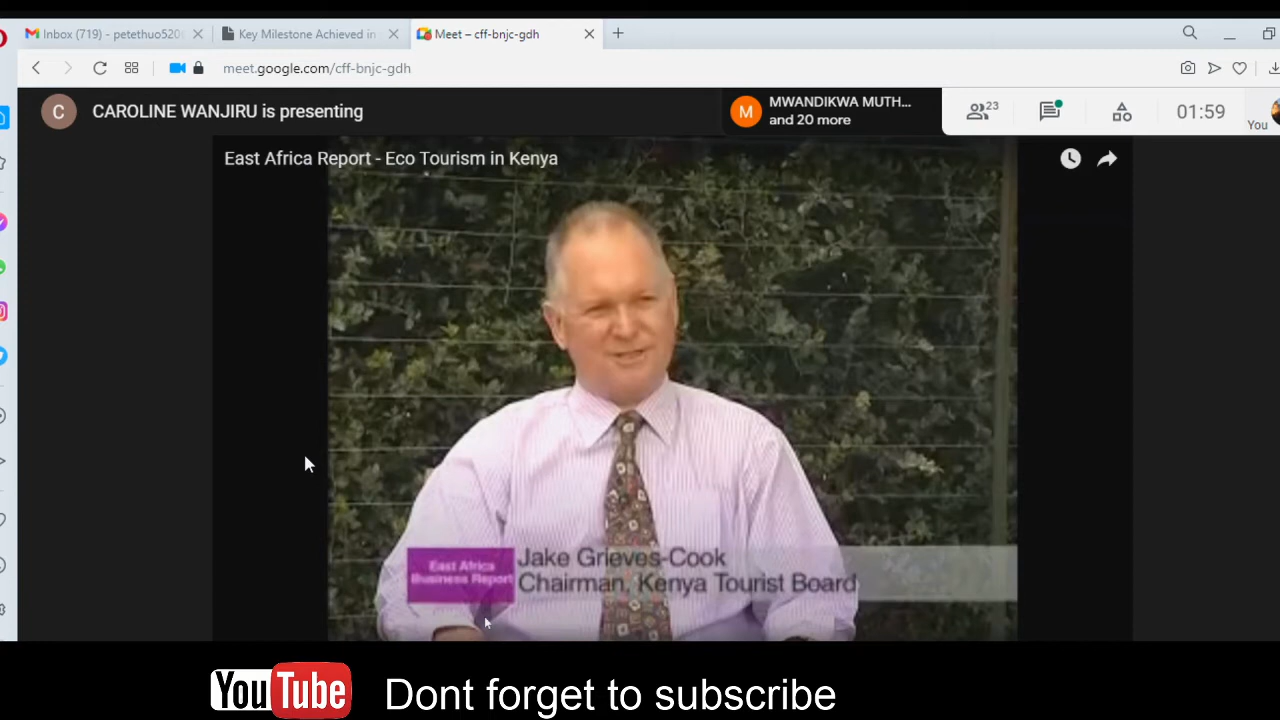 Inbox (719) - petethuo520
Key Milestone Achieved in
Meet – cff-bnjc-gdh
meet.google.com/cff-bnjc-gdh
C
CAROLINE WANJIRU is presenting
M
MWANDIKWA MUTH...
and 20 more
23
01:59
You
East Africa Report - Eco Tourism in Kenya
East Africa
Business Report
Jake Grieves-Cook
Chairman, Kenya Tourist Board
YouTube
Dont forget to subscribe